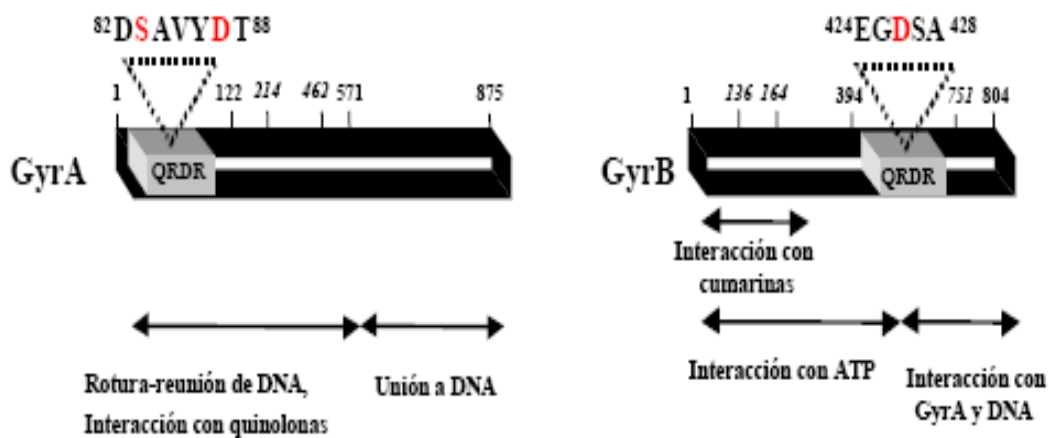 ⁸²DSAVYDT⁸⁸
1 122 214 462 571 875
GyrA
QRDR
Rotura-reunión de DNA,
Interacción con quinolonas
Unión a DNA
⁴²⁴EGDSA⁴²⁸
1 136 164 394 751 804
GyrB
QRDR
Interacción con
cumarinas
Interacción con ATP
Interacción con
GyrA y DNA